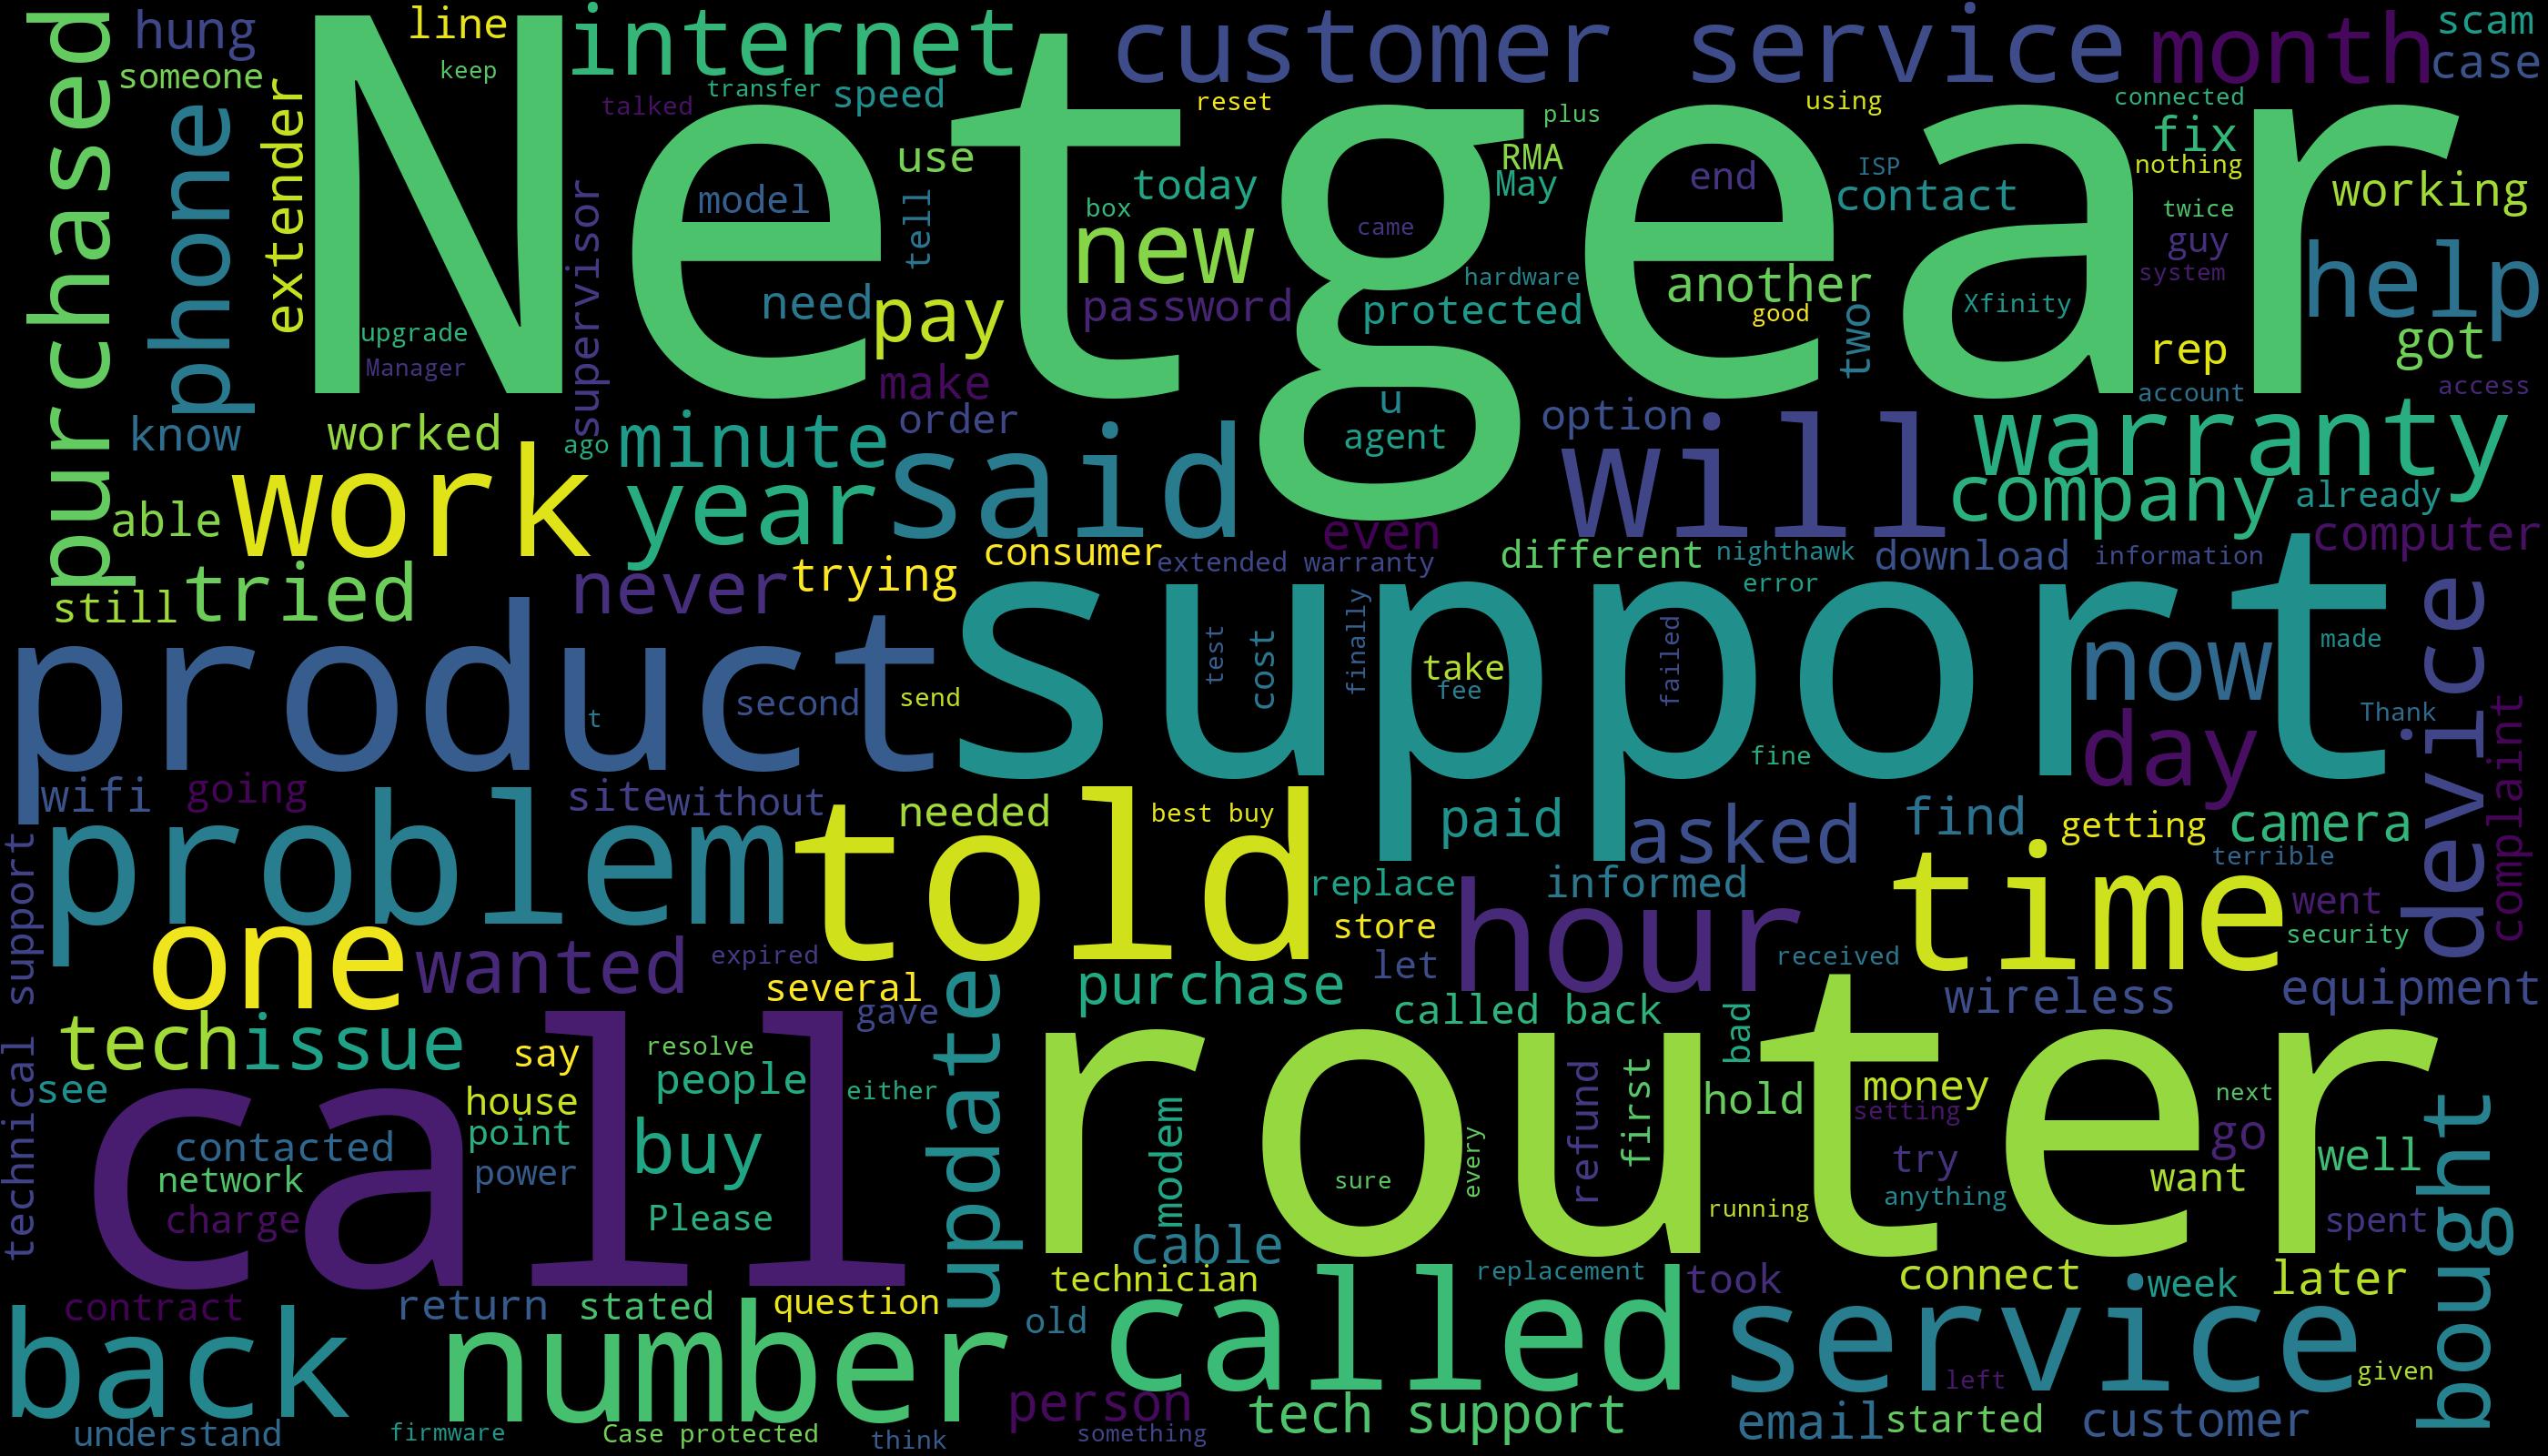 purchased
hung
someone
phone
extender
line
keep
Netgear
internet
talked
transfer
speed
customer service
month
scam
case
reset
plus
using
connected
fix
nothing
working
use
RMA
May
today
box
model
tell
supervisor
new
came
end
ISP
contact
twice
guy
system
help
need
pay
password
hardware
protected
another
good
Xfinity
two
rep
got
upgrade
Manager
make
order
u
agent
option
account
access
know
worked
ago
minute
said
will
warranty
company
already
able
work
year
even
computer
still
tried
never
trying
consumer
extended warranty
different
nighthawk
error
download
information
product
support
t
second
send
test
cost
finally
take
fee
failed
fine
now
made
day
Thank
device
complaint
wifi
going
site
without
problem
told
needed
best buy
paid
asked
find
getting
camera
terrible
technical support
replace
informed
store
hour
time
went
security
one
wanted
expired
several
gave
update
purchase
let
received
wireless
equipment
called back
tech
issue
say
resolve
people
either
see
call
house
point
power
contacted
network
charge
buy
Please
router
modem
sure
every
refund
first
bad
hold
money
setting
try
anything
running
next
go
want
well
spent
bought
cable
technician
replacement
took
connect
week
later
contract
return
stated
question
old
back
number
called
service
left
given
person
tech support
email
started
customer
understand
firmware
Case protected
think
something